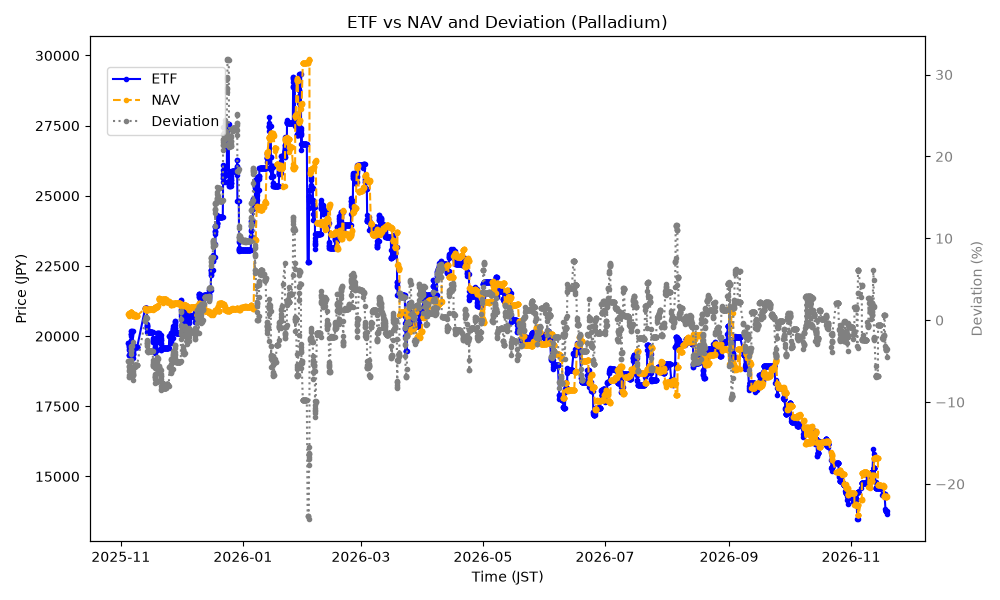 ETF vs NAV and Deviation (Palladium)
ETF
NAV
Deviation
Price (JPY)
30000
27500
25000
22500
20000
17500
15000
Deviation (%)
30
20
10
0
−10
−20
2025-11
2026-01
2026-03
2026-05
2026-07
2026-09
2026-11
Time (JST)